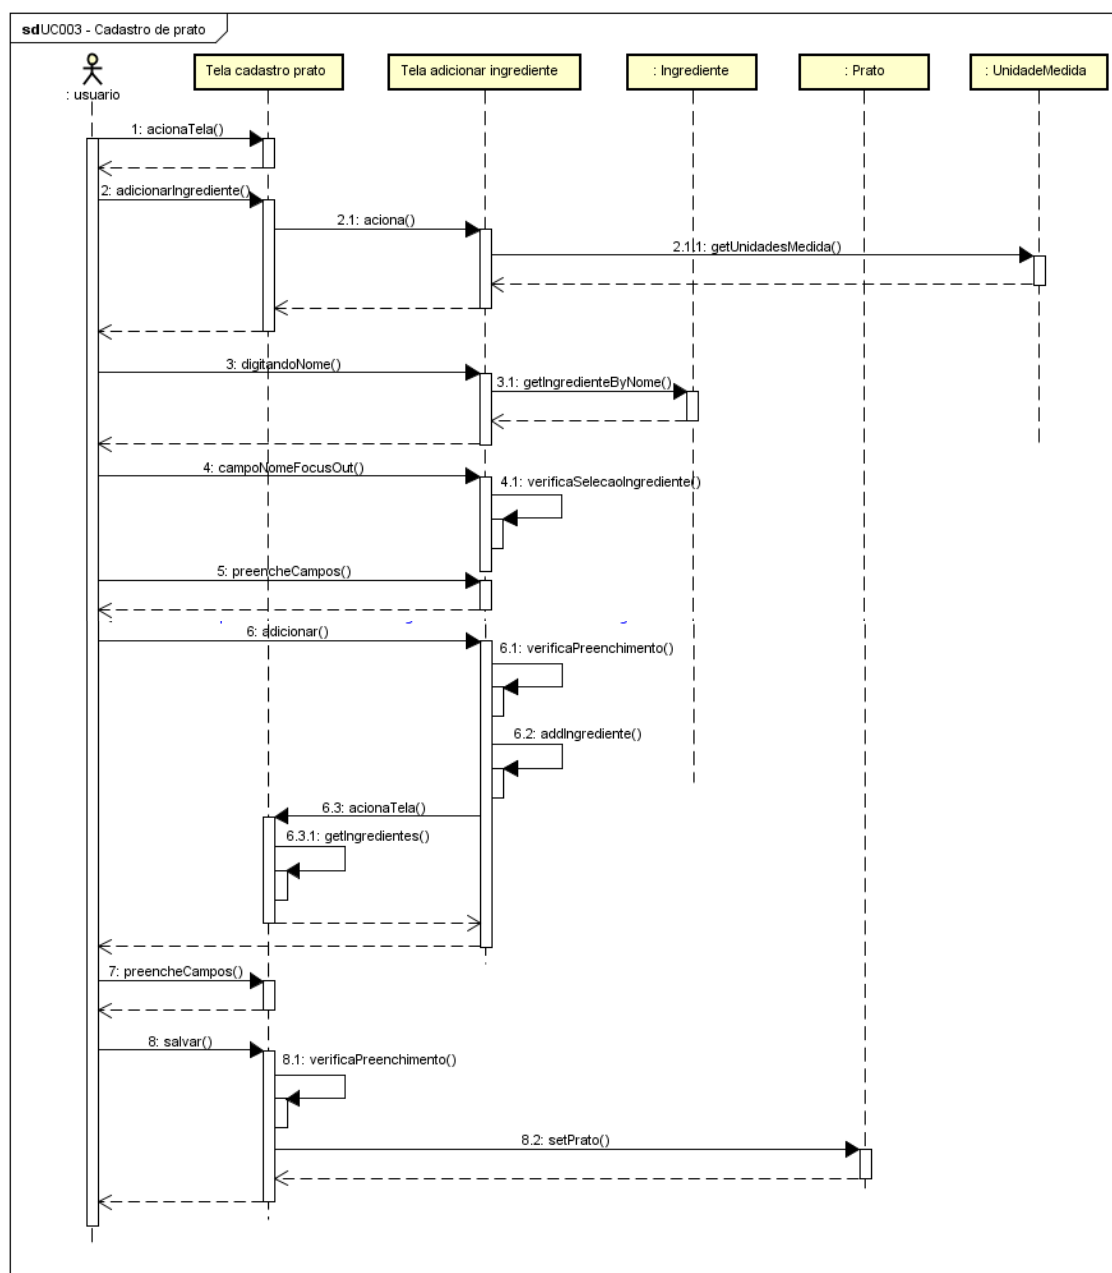 sdUC003 - Cadastro de prato
: usuario
Tela cadastro prato
Tela adicionar ingrediente
: Ingrediente
: Prato
: UnidadeMedida
1: acionaTela()
2: adicionarIngrediente()
2.1: aciona()
2.1.1: getUnidadesMedida()
3: digitandoNome()
3.1: getIngredienteByNome()
4: campoNomeFocusOut()
4.1: verificaSelecaoIngrediente()
5: preencheCampos()
6: adicionar()
6.1: verificaPreenchimento()
6.2: addIngrediente()
6.3: acionaTela()
6.3.1: getIngredientes()
7: preencheCampos()
8: salvar()
8.1: verificaPreenchimento()
8.2: setPrato()